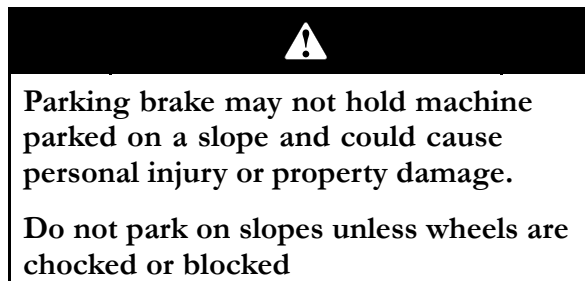 Parking brake may not hold machine
parked on a slope and could cause
personal injury or property damage.
Do not park on slopes unless wheels are
chocked or blocked